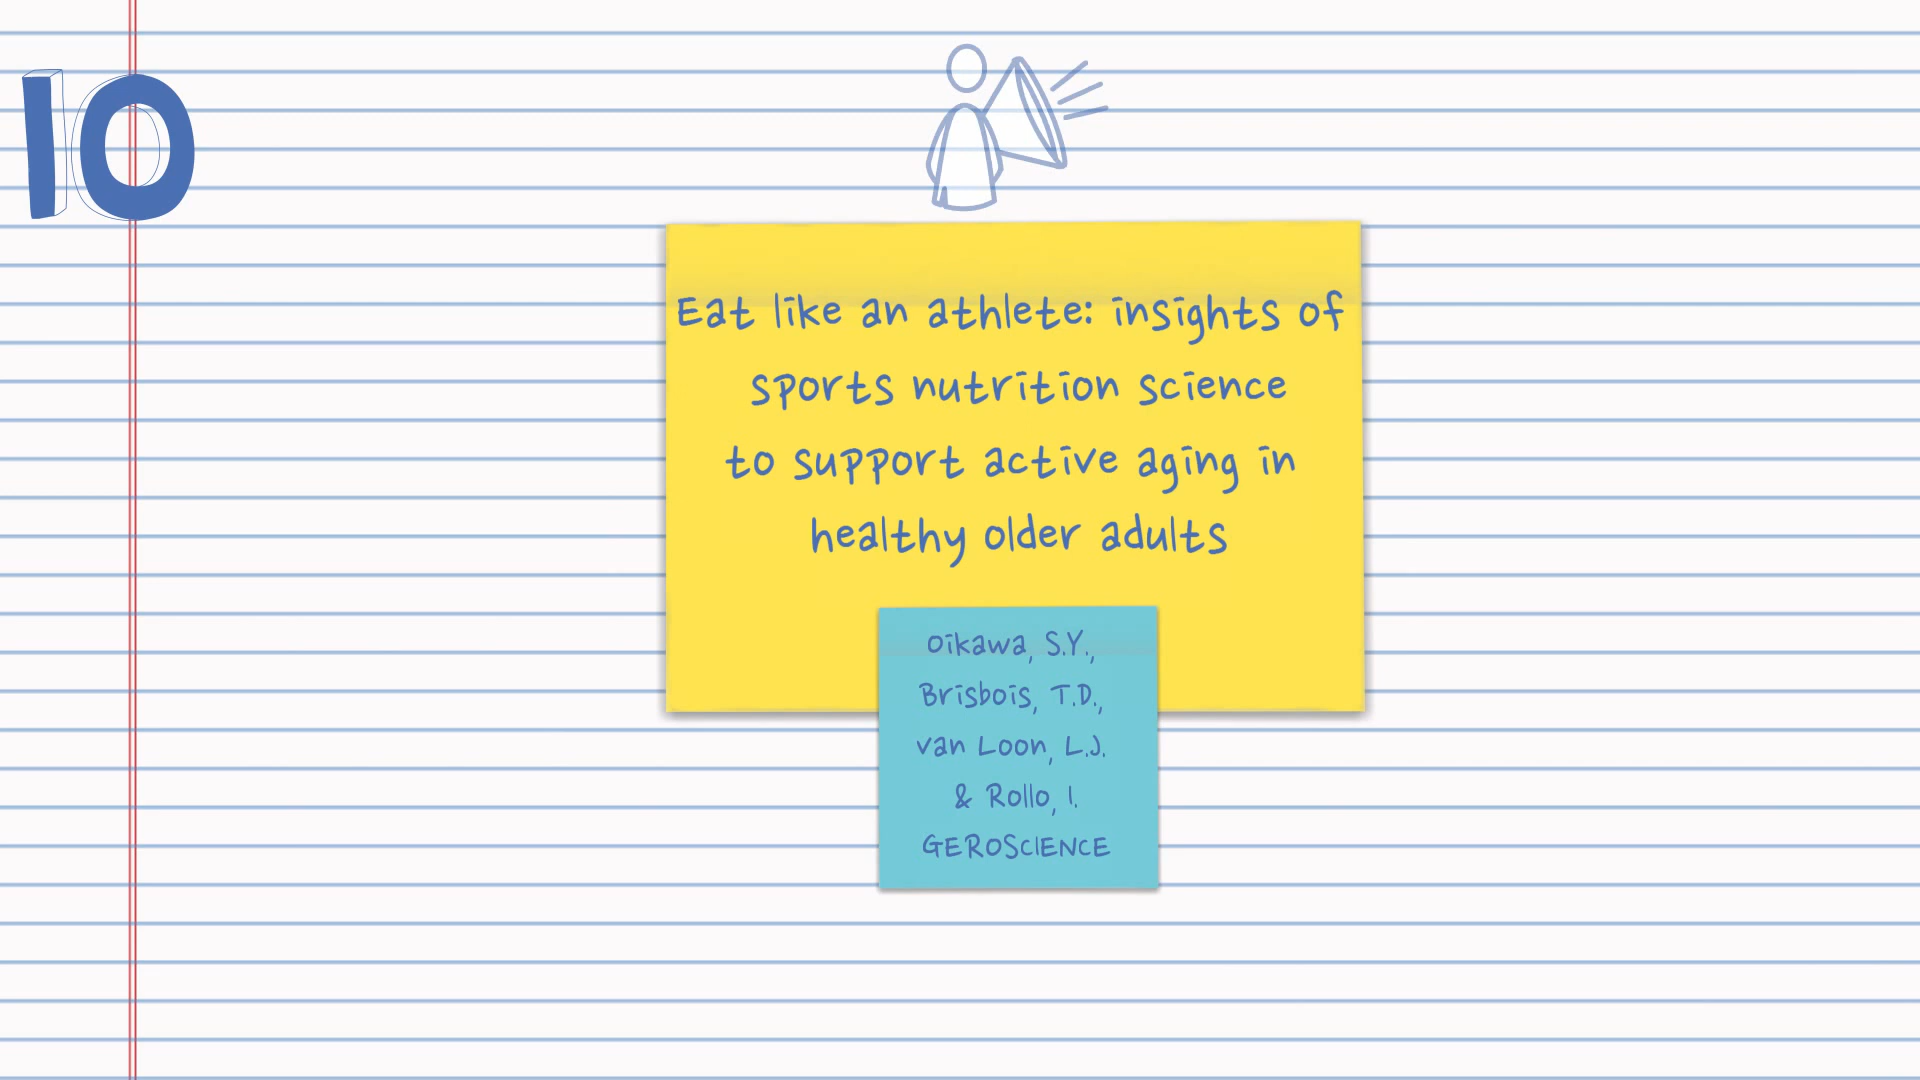 10
Eat like an athlete: insights of
sports nutrition science
to support active aging in
healthy older adults
Oikawa, S.Y.,
Brisbois, T.D.,
van Loon, L.J.
& Rollo, I.
GEROSCIENCE